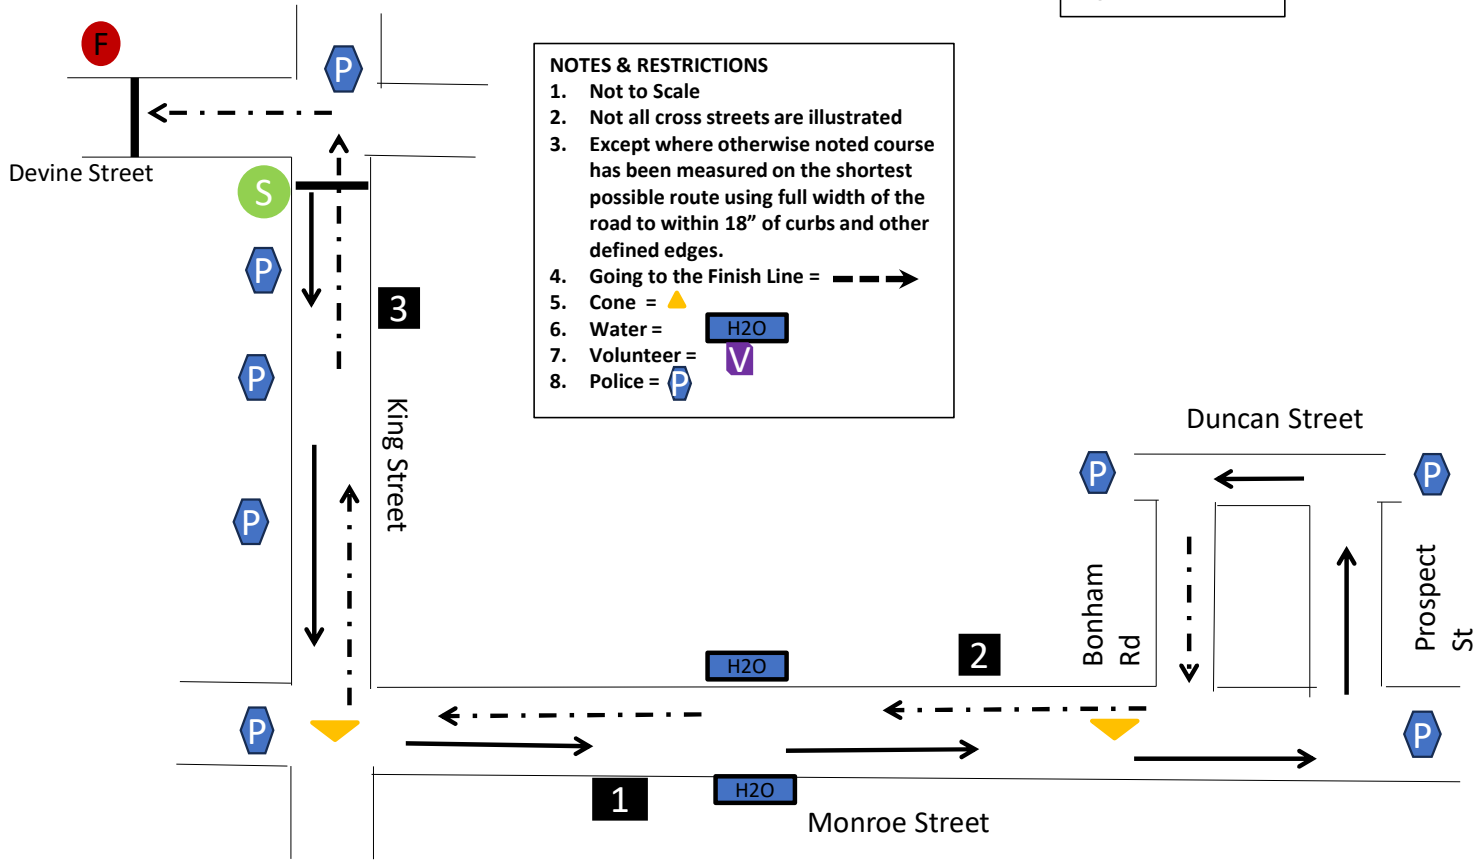 F
P
NOTES & RESTRICTIONS
1. Not to Scale
2. Not all cross streets are illustrated
3. Except where otherwise noted course
has been measured on the shortest
possible route using full width of the
road to within 18” of curbs and other
defined edges.
4. Going to the Finish Line =
5. Cone =
6. Water = H2O
7. Volunteer = V
8. Police = P
Devine Street
S
P
3
P
King Street
P
Duncan Street
P
P
Bonham
Rd
Prospect
St
H2O
2
P
P
1
H2O
Monroe Street